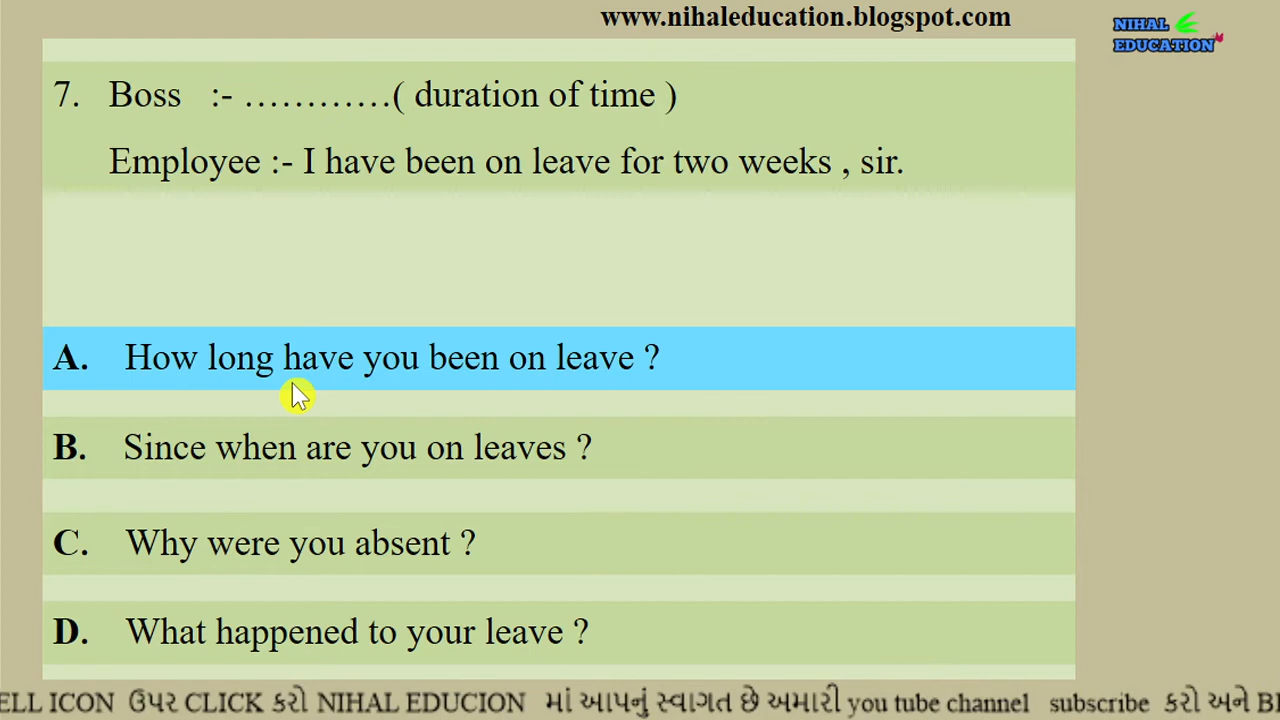 www.nihaleducation.blogspot.com
NIHAL
EDUCATION
7. Boss :- …………( duration of time )
Employee :- I have been on leave for two weeks , sir.
A. How long have you been on leave ?
B. Since when are you on leaves ?
C. Why were you absent ?
D. What happened to your leave ?
ELL ICON ઉપર CLICK કરો NIHAL EDUCION માં આપનું સ્વાગત છે અમારી you tube channel subscribe કરો અને BE